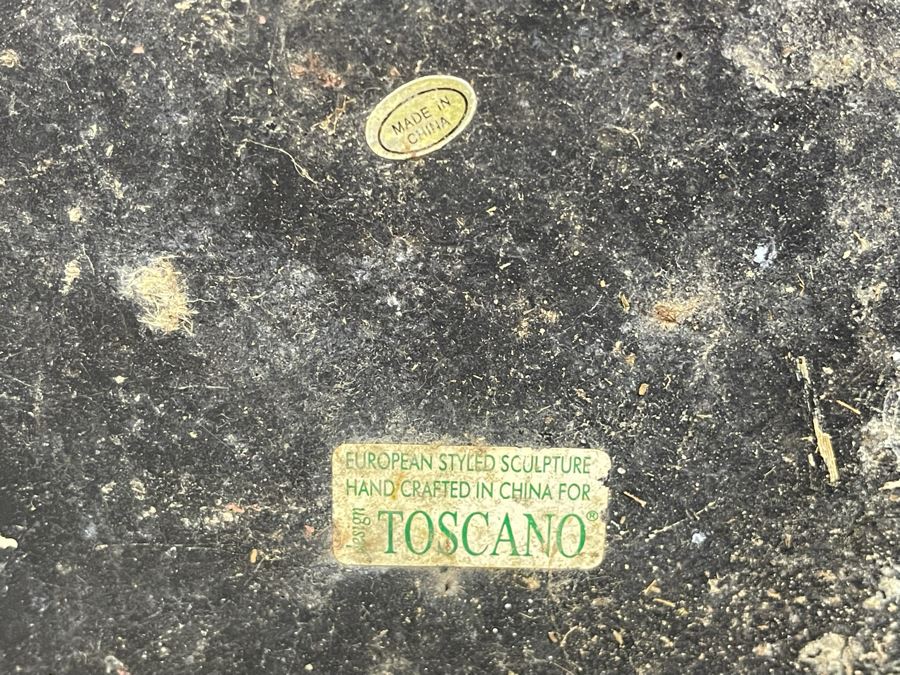 MADE IN
CHINA
EUROPEAN STYLED SCULPTURE
HAND CRAFTED IN CHINA FOR
design TOSCANO®